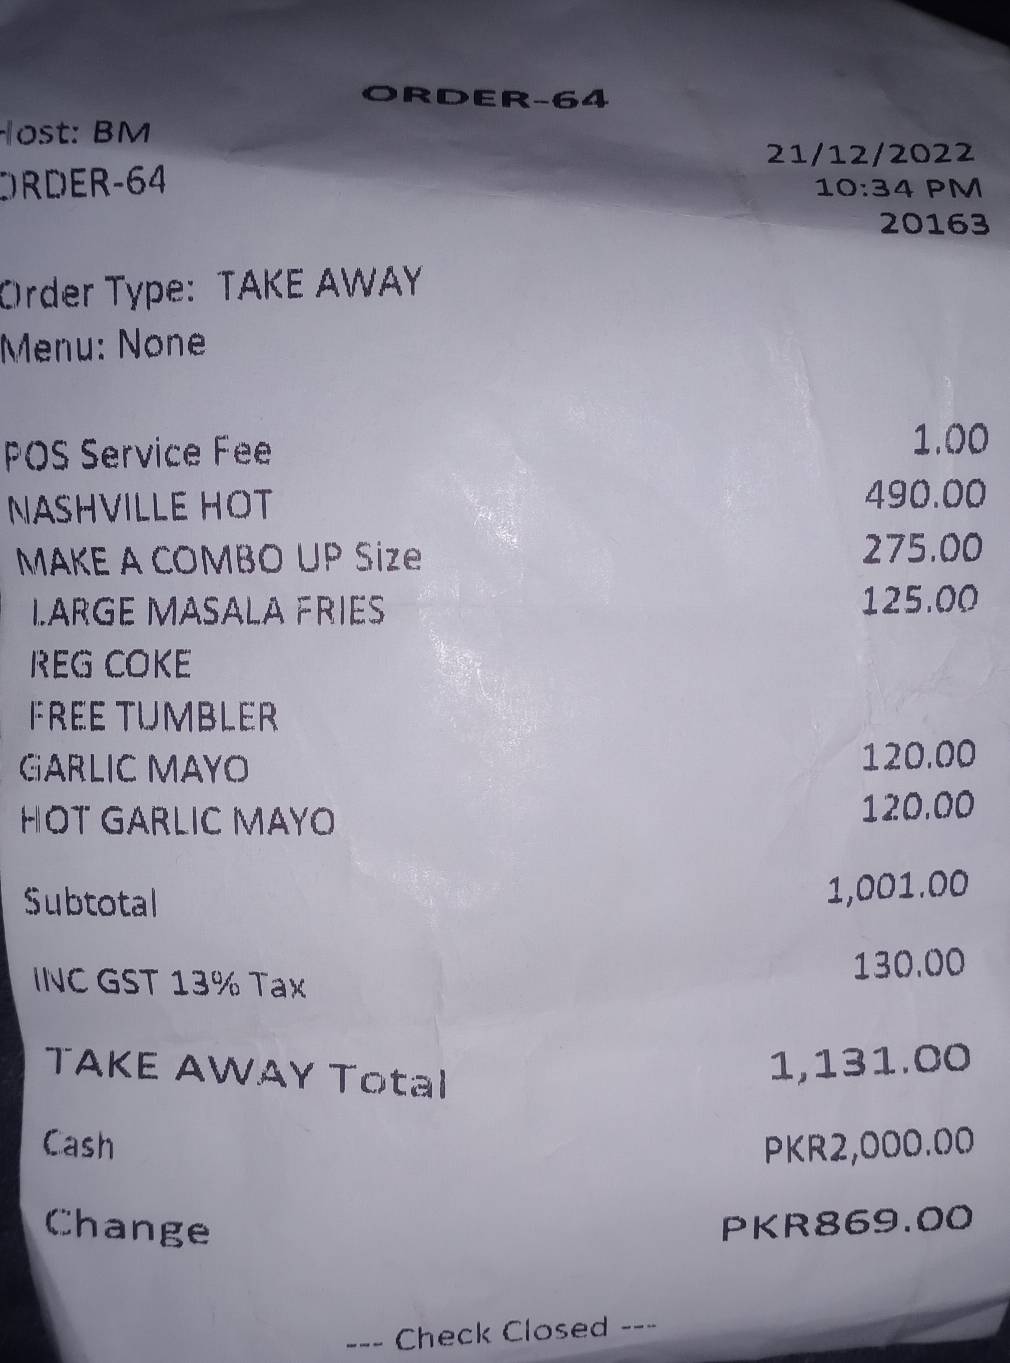 ORDER-64
Host: BM
21/12/2022
ORDER-64
10:34 PM
20163
Order Type: TAKE AWAY
Menu: None
POS Service Fee 1.00
NASHVILLE HOT 490.00
MAKE A COMBO UP Size 275.00
LARGE MASALA FRIES 125.00
REG COKE
FREE TUMBLER
GARLIC MAYO 120.00
HOT GARLIC MAYO 120.00
Subtotal 1,001.00
INC GST 13% Tax 130.00
TAKE AWAY Total 1,131.00
Cash PKR2,000.00
Change PKR869.00
--- Check Closed ---